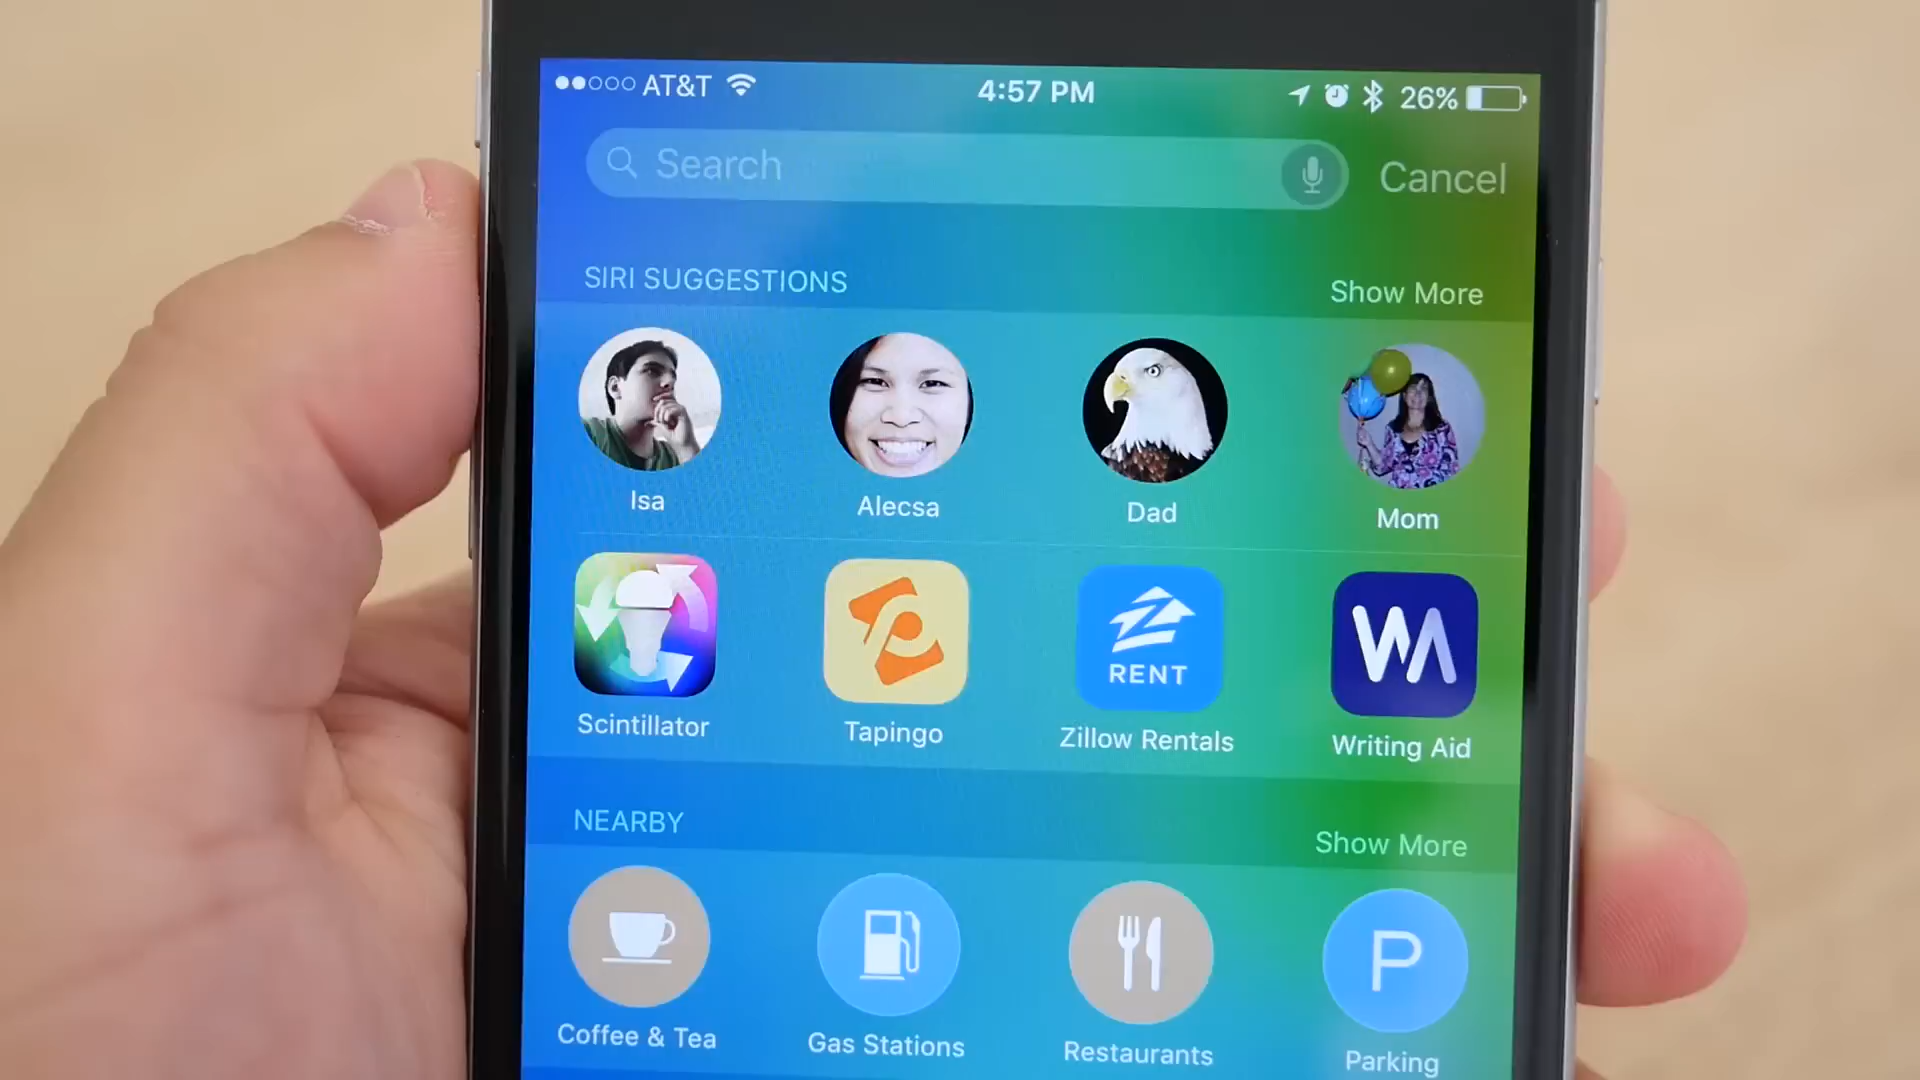 AT&T 4:57 PM 26%
Search Cancel
SIRI SUGGESTIONS Show More
Isa Alecsa Dad Mom
RENT WA
Scintillator Tapingo Zillow Rentals Writing Aid
NEARBY Show More
P
Coffee & Tea Gas Stations Restaurants Parking